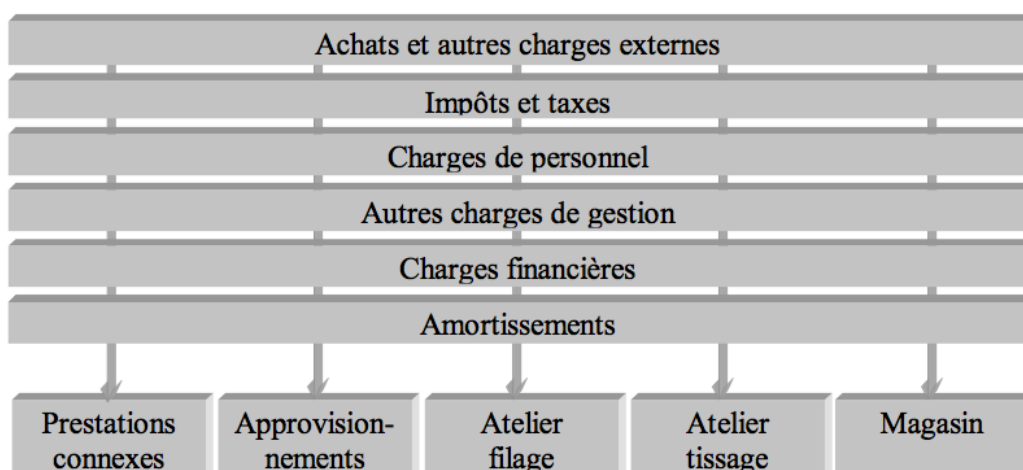 Achats et autres charges externes
Impôts et taxes
Charges de personnel
Autres charges de gestion
Charges financières
Amortissements
Prestations
connexes
Approvision-
nements
Atelier
filage
Atelier
tissage
Magasin